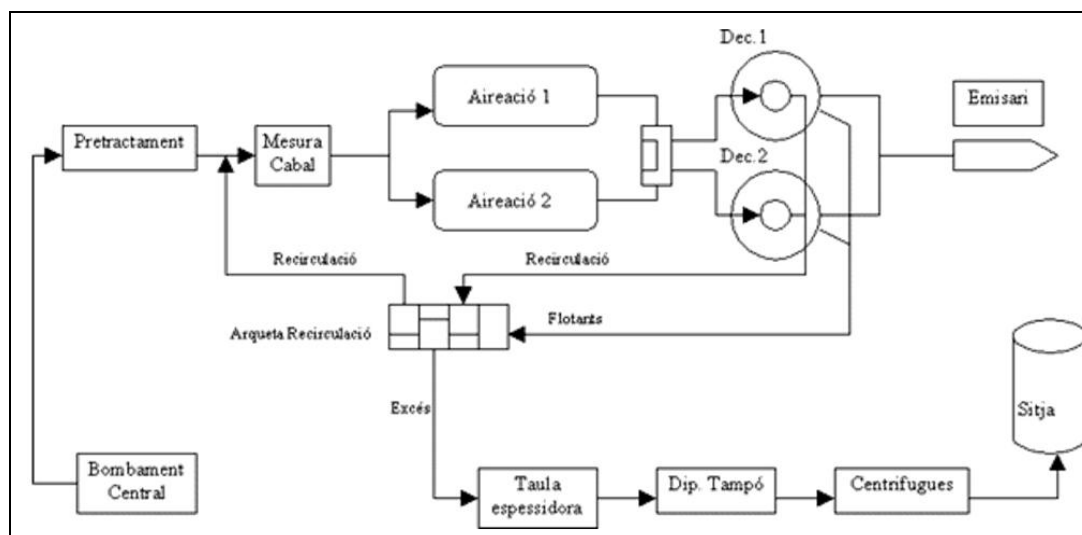 Dec.1
Aireació 1
Emisari
Pretractament
Mesura
Cabal
Dec.2
Aireació 2
Recirculació
Recirculació
Arqueta Recirculació
Flotants
Excés
Sitja
Bombament
Central
Taula
espessidora
Dip. Tampó
Centrífugues